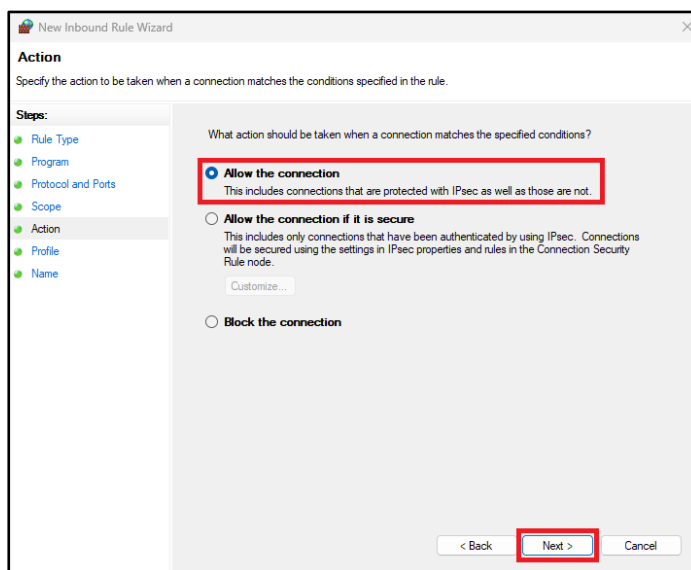 New Inbound Rule Wizard
Action
Specify the action to be taken when a connection matches the conditions specified in the rule.
Steps:
Rule Type
Program
Protocol and Ports
Scope
Action
Profile
Name
What action should be taken when a connection matches the specified conditions?
Allow the connection
This includes connections that are protected with IPsec as well as those are not.
Allow the connection if it is secure
This includes only connections that have been authenticated by using IPsec. Connections
will be secured using the settings in IPsec properties and rules in the Connection Security
Rule node.
Customize...
Block the connection
< Back
Next >
Cancel